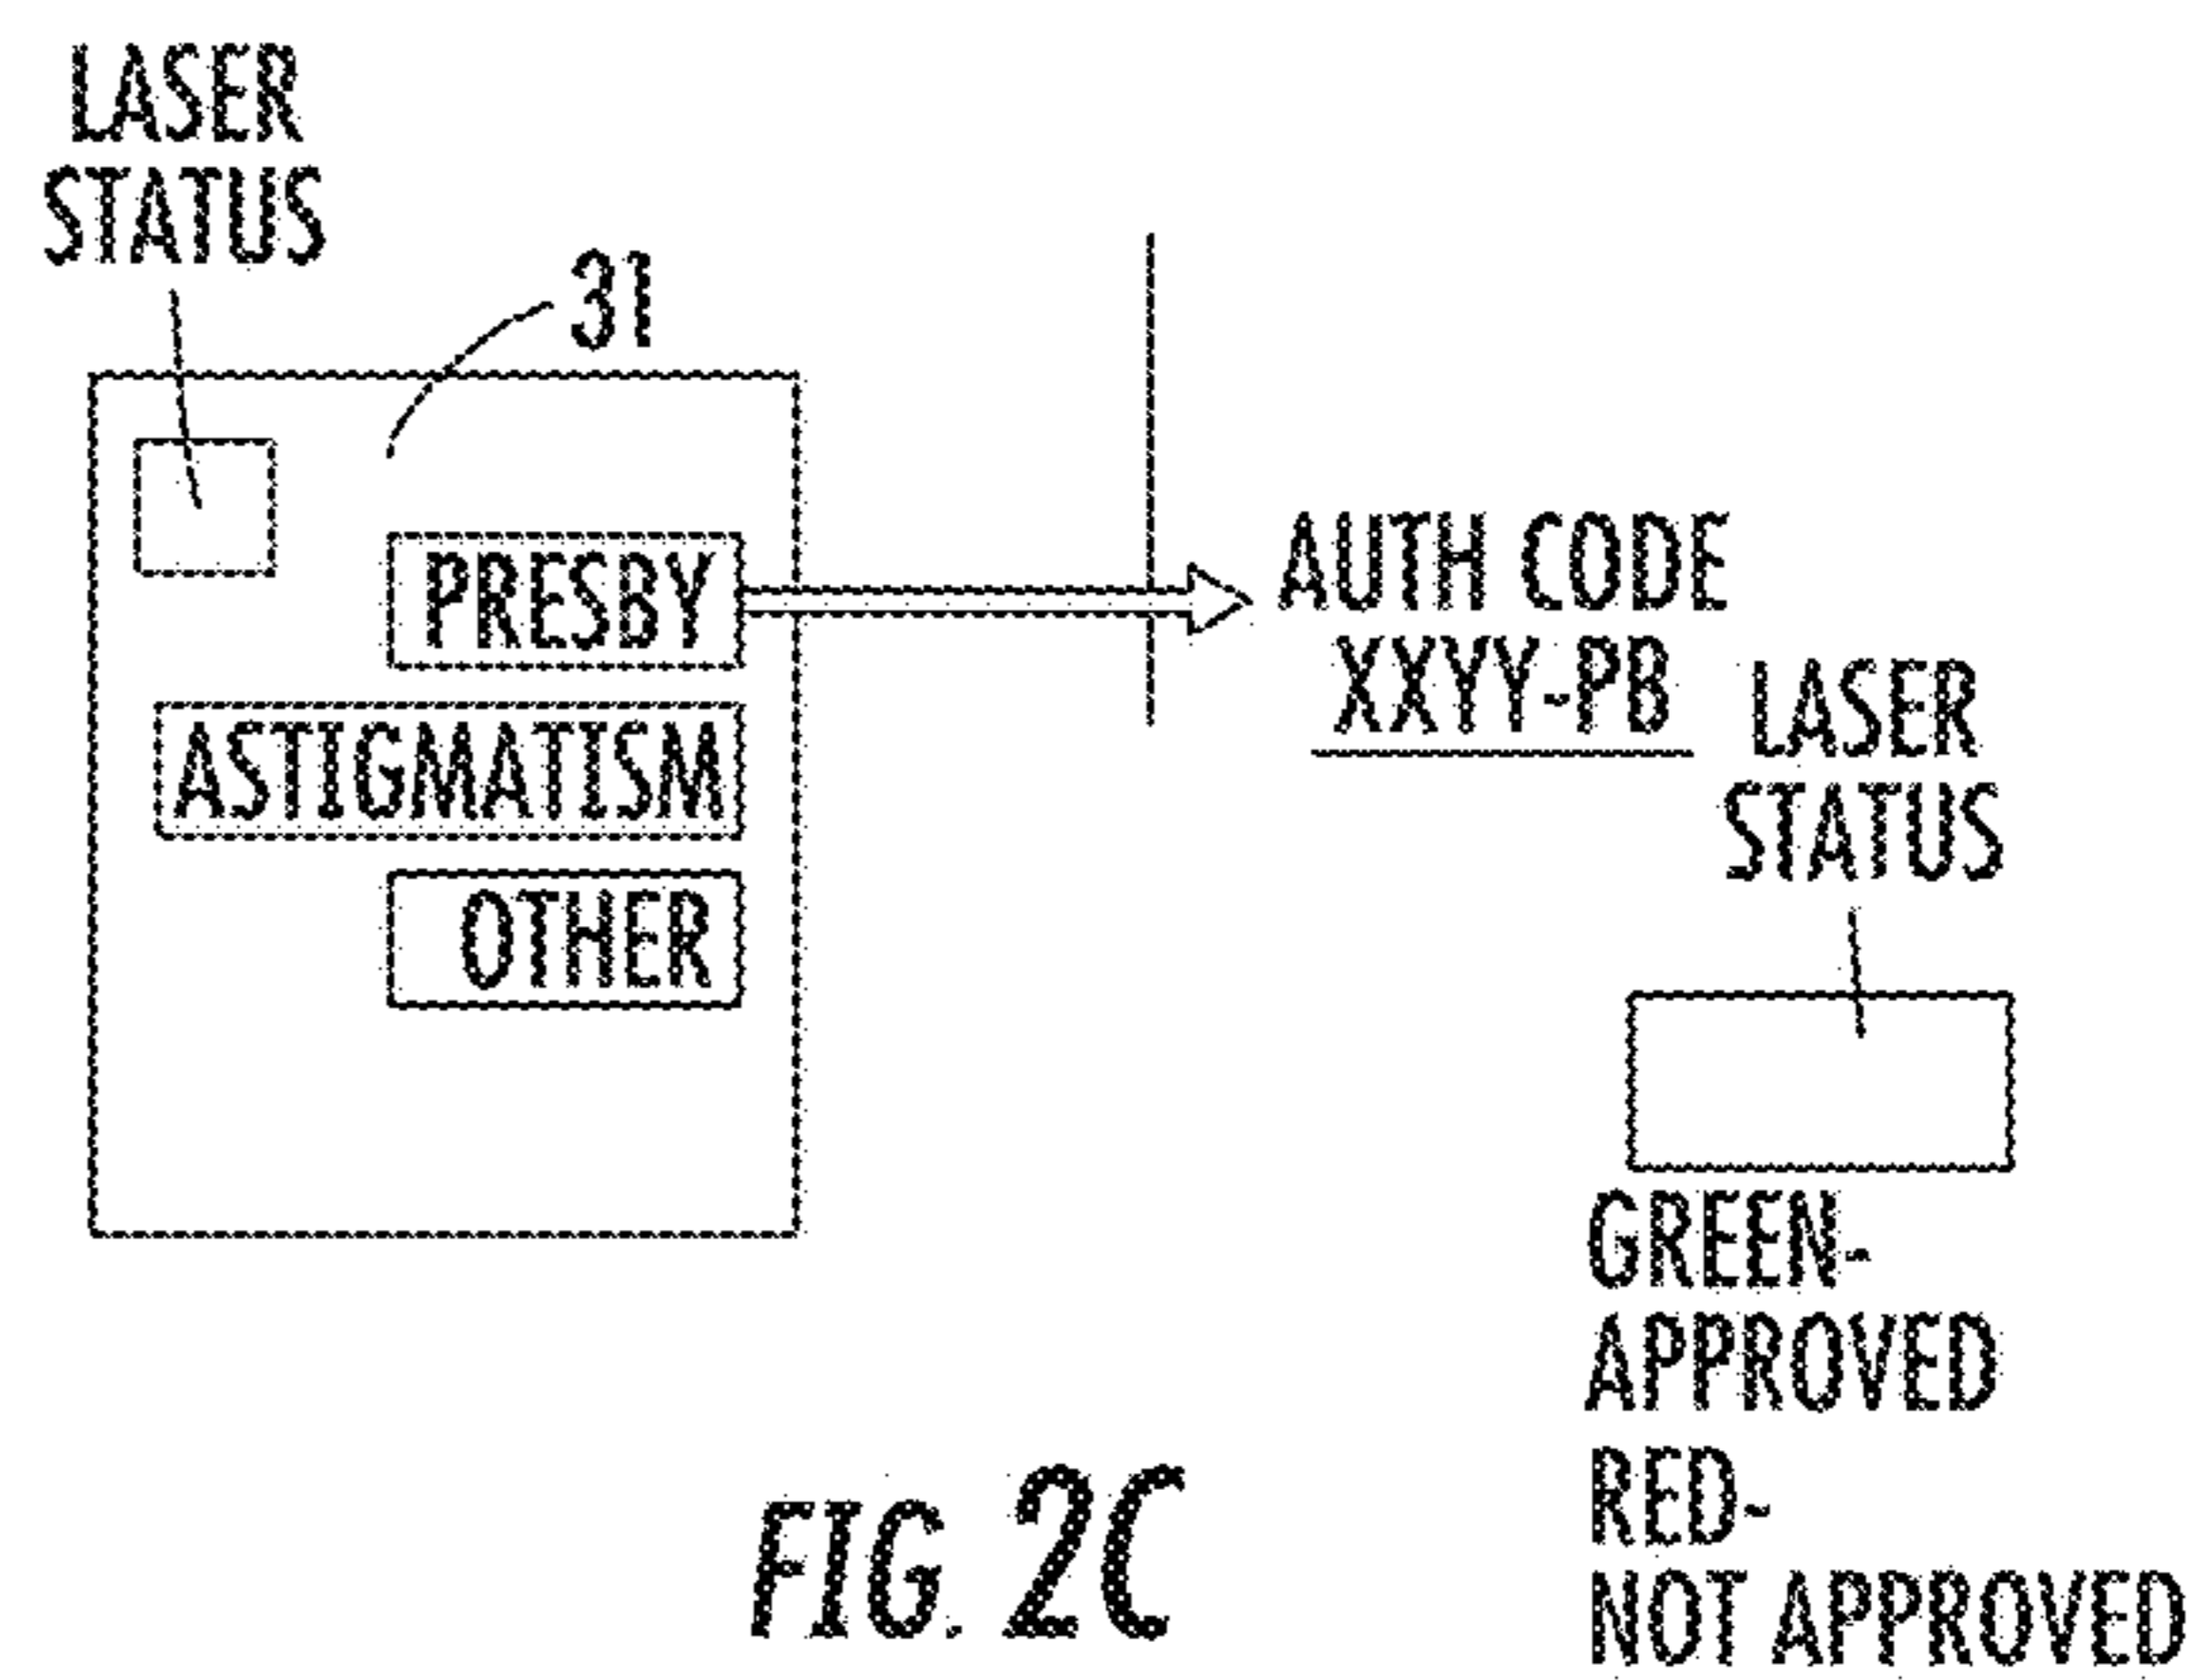 LASER
STATUS
31
PRESBY
ASTIGMATISM
OTHER
AUTH CODE
XXYY-PB
LASER
STATUS
GREEN-
APPROVED
RED-
NOT APPROVED
FIG. 2C